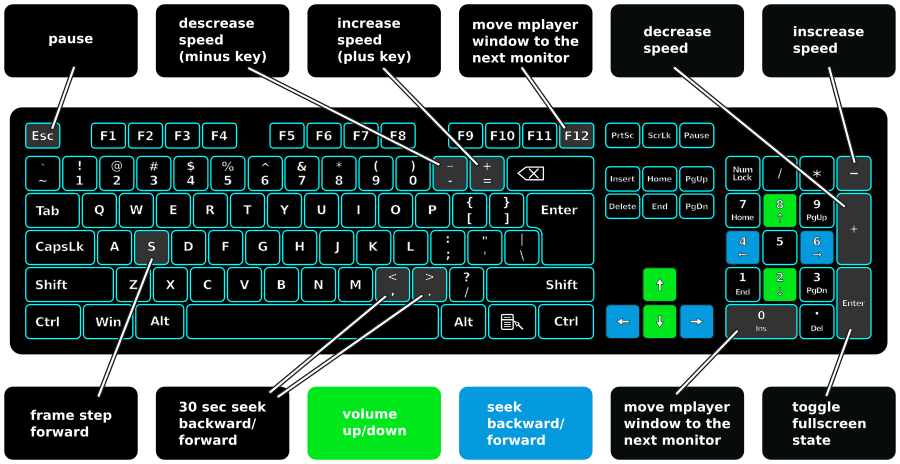 pause
descrease
speed
(minus key)
increase
speed
(plus key)
move mplayer
window to the
next monitor
decrease
speed
inscrease
speed
Esc F1 F2 F3 F4 F5 F6 F7 F8 F9 F10 F11 F12 PrtSc ScrLk Pause
~ ! @ # $ % ^ & * ( ) _ +
` 1 2 3 4 5 6 7 8 9 0 - =
Insert Home PgUp
Num
Lock / * -
Tab Q W E R T Y U I O P { } Enter
[ ]
Delete End PgDn
7 8 9
Home ↑ PgUp
+
CapsLk A S D F G H J K L : " |
; ' \
4 5 6
← →
Shift Z X C V B N M < > ? Shift
, . /
↑
1 2 3
End ↓ PgDn
Enter
Ctrl Win Alt Alt Ctrl
← ↓ →
0 .
Ins Del
frame step
forward
30 sec seek
backward/
forward
volume
up/down
seek
backward/
forward
move mplayer
window to the
next monitor
toggle
fullscreen
state